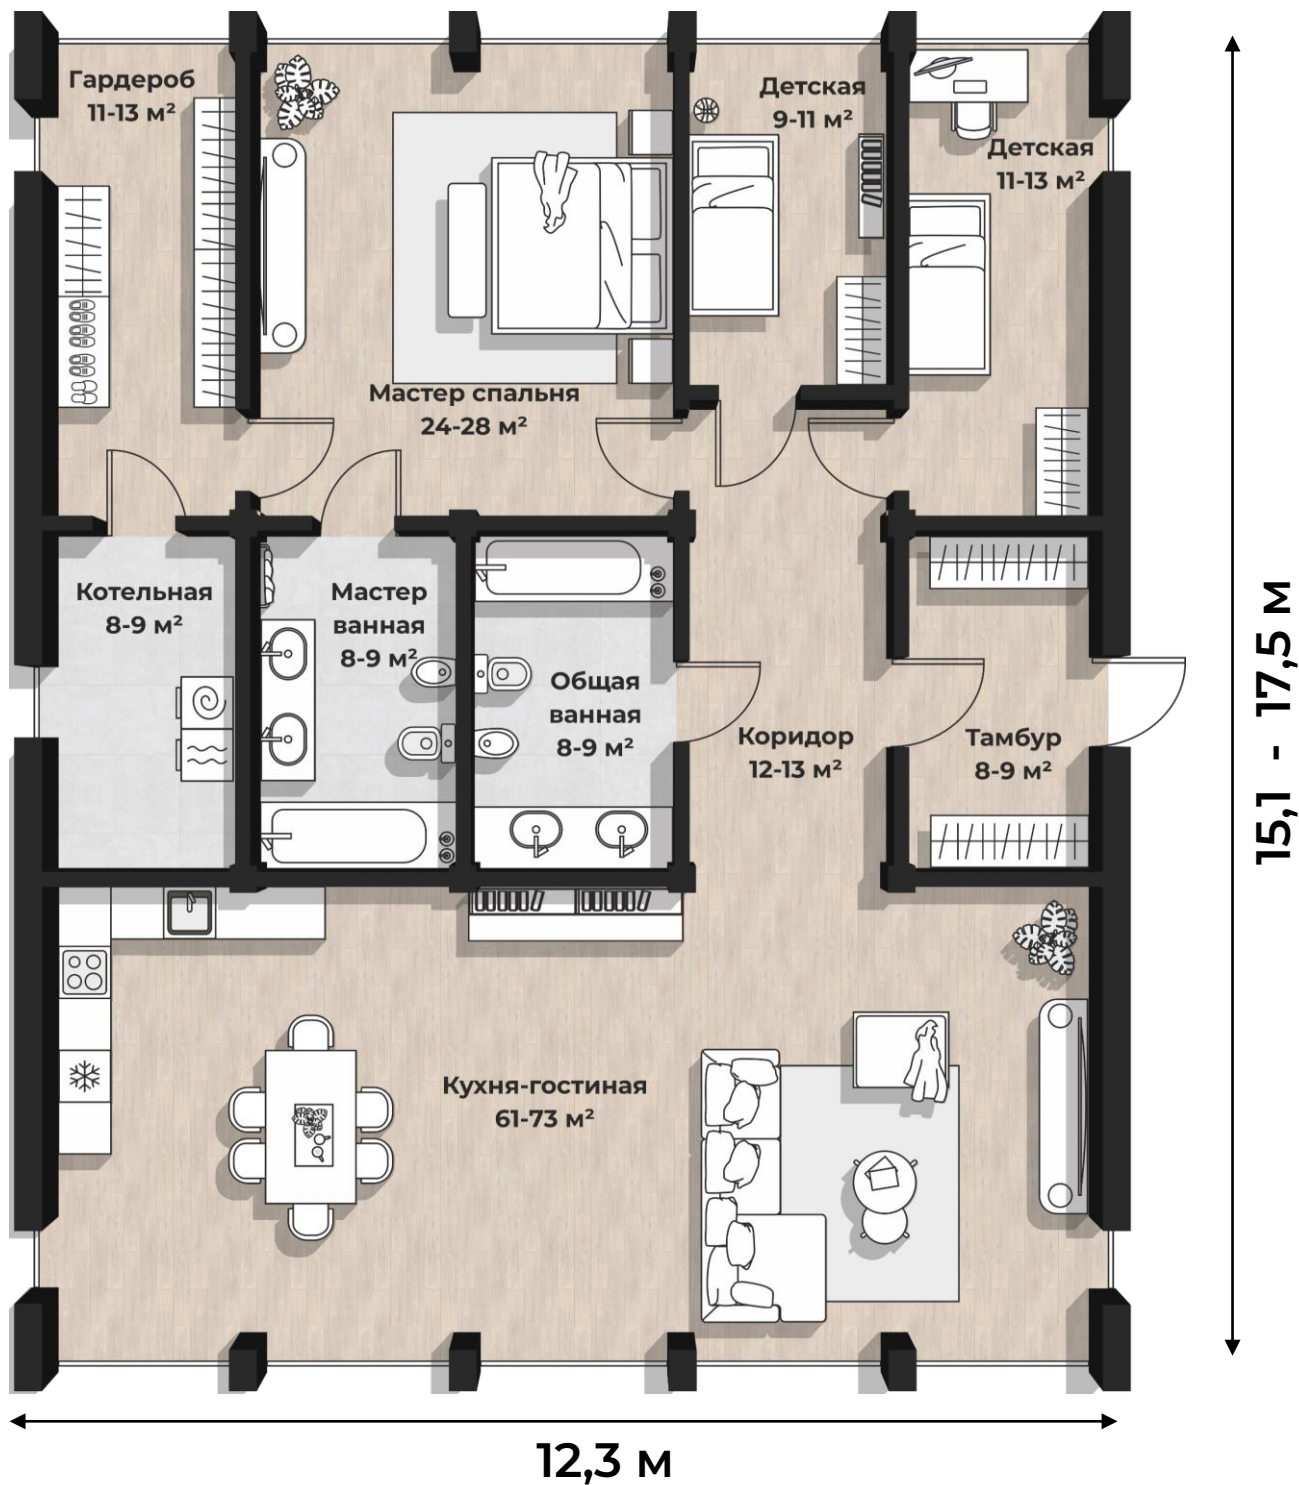 Гардероб
11-13 м²
Мастер спальня
24-28 м²
Детская
9-11 м²
Детская
11-13 м²
Котельная
8-9 м²
Мастер
ванная
8-9 м²
Общая
ванная
8-9 м²
Коридор
12-13 м²
Тамбур
8-9 м²
Кухня-гостиная
61-73 м²
15,1 - 17,5 м
12,3 м